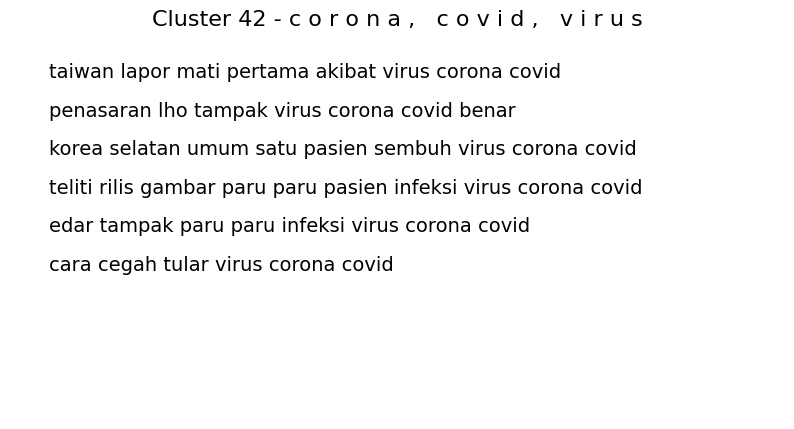 Cluster 42 - c o r o n a ,   c o v i d ,   v i r u s
taiwan lapor mati pertama akibat virus corona covid
penasaran lho tampak virus corona covid benar
korea selatan umum satu pasien sembuh virus corona covid
teliti rilis gambar paru paru pasien infeksi virus corona covid
edar tampak paru paru infeksi virus corona covid
cara cegah tular virus corona covid